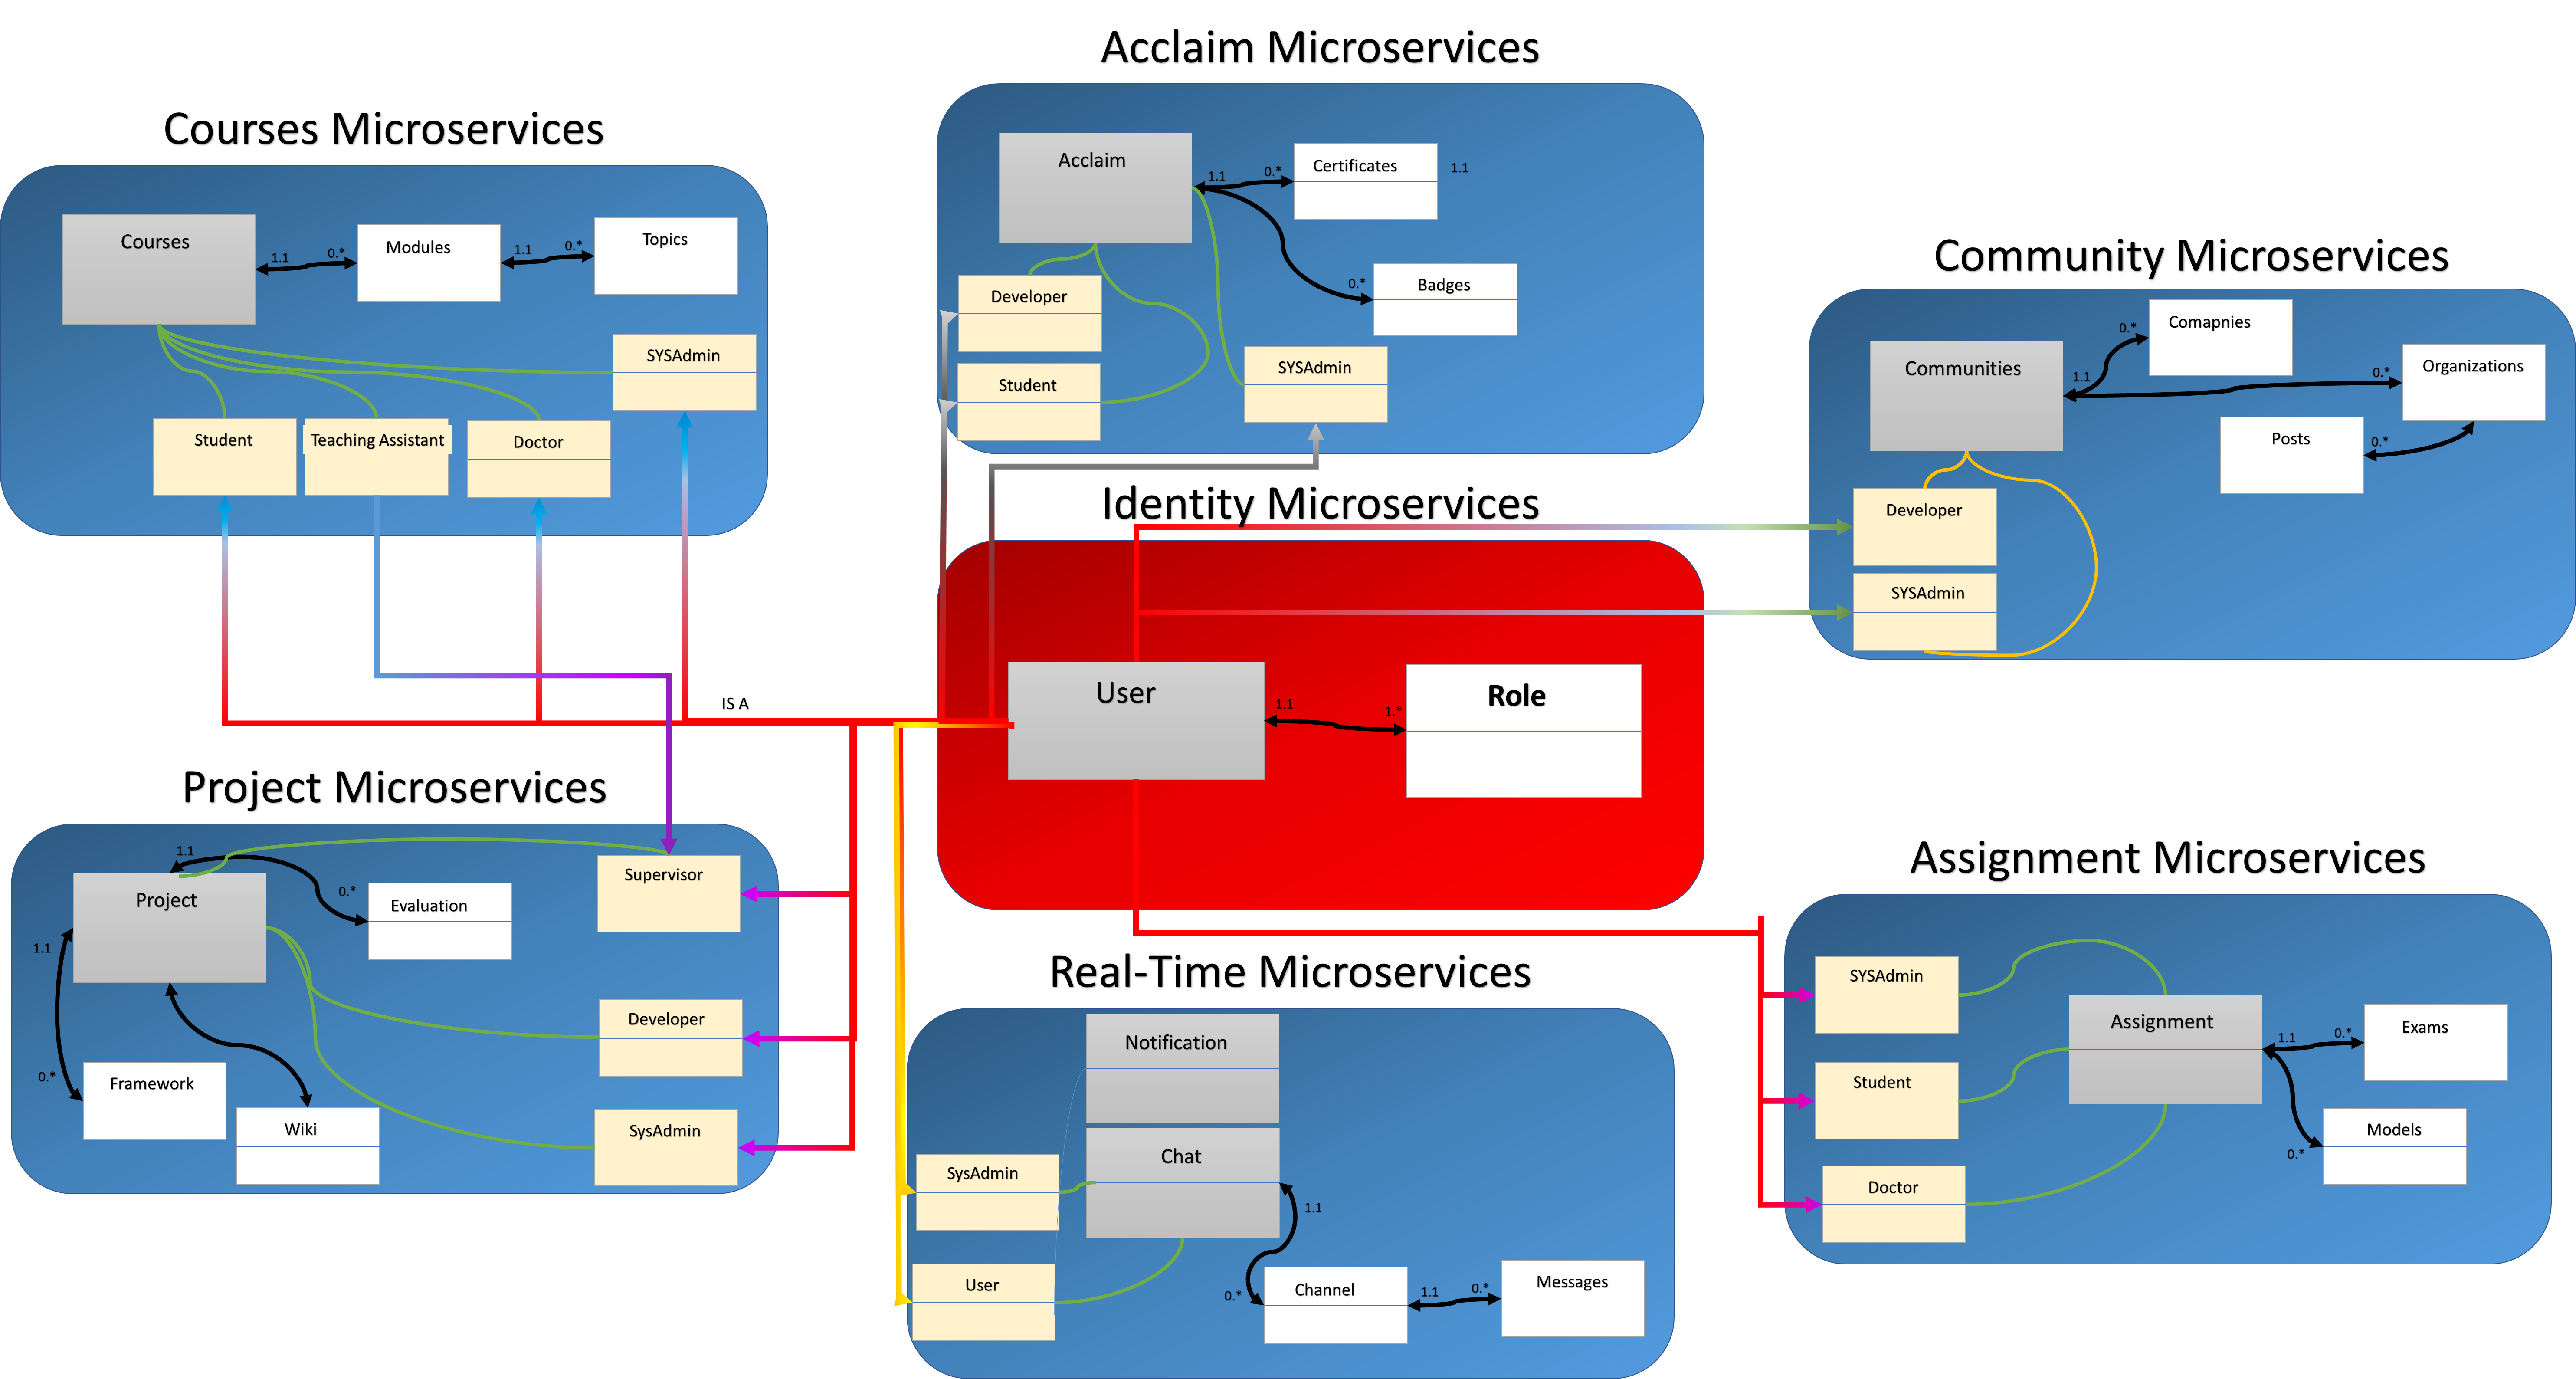 Acclaim Microservices
Acclaim
1.1
0.*
Certificates
1.1
0.*
Badges
Developer
Student
SYSAdmin
Courses Microservices
Courses
1.1
0.*
Modules
1.1
0.*
Topics
SYSAdmin
Student
Teaching Assistant
Doctor
Community Microservices
Communities
1.1
0.*
Comapnies
0.*
Organizations
Posts
0.*
Developer
SYSAdmin
Identity Microservices
User
1.1
1.*
Role
IS A
Project Microservices
1.1
Project
0.*
Evaluation
Supervisor
1.1
Developer
0.*
Framework
Wiki
SysAdmin
Real-Time Microservices
Notification
Chat
SysAdmin
1.1
User
0.*
Channel
1.1
0.*
Messages
Assignment Microservices
SYSAdmin
Assignment
1.1
0.*
Exams
Student
Models
0.*
Doctor